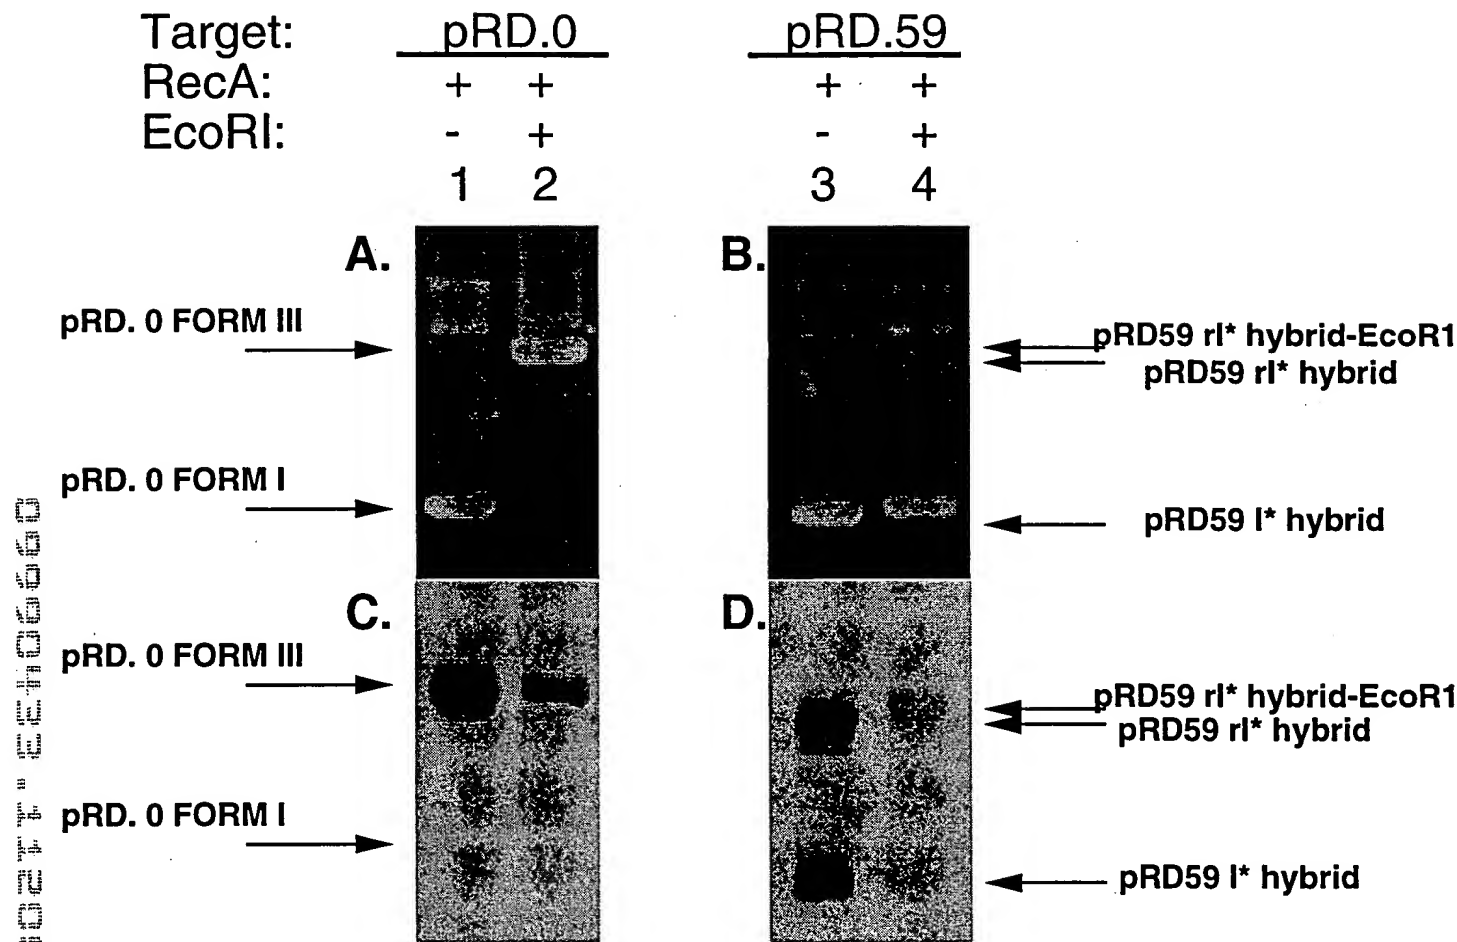 Target: pRD.0 pRD.59
RecA: + + + +
EcoRI: - + - +
1 2 3 4
A. B.
pRD. 0 FORM III
pRD59 rI* hybrid-EcoR1
pRD59 rI* hybrid
pRD. 0 FORM I
pRD59 I* hybrid
C. D.
pRD. 0 FORM III
pRD59 rI* hybrid-EcoR1
pRD59 rI* hybrid
pRD. 0 FORM I
pRD59 I* hybrid